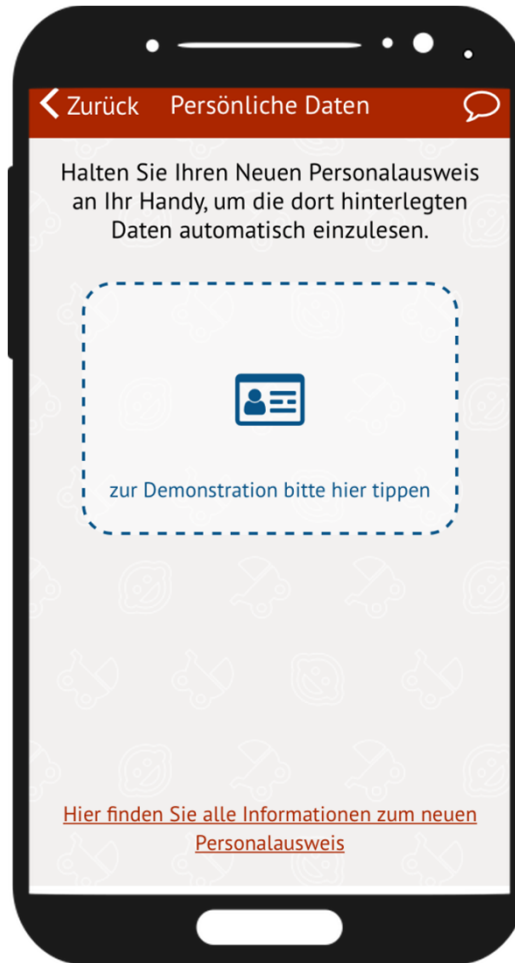 Zurück Persönliche Daten
Halten Sie Ihren Neuen Personalausweis
an Ihr Handy, um die dort hinterlegten
Daten automatisch einzulesen.
zur Demonstration bitte hier tippen
Hier finden Sie alle Informationen zum neuen
Personalausweis